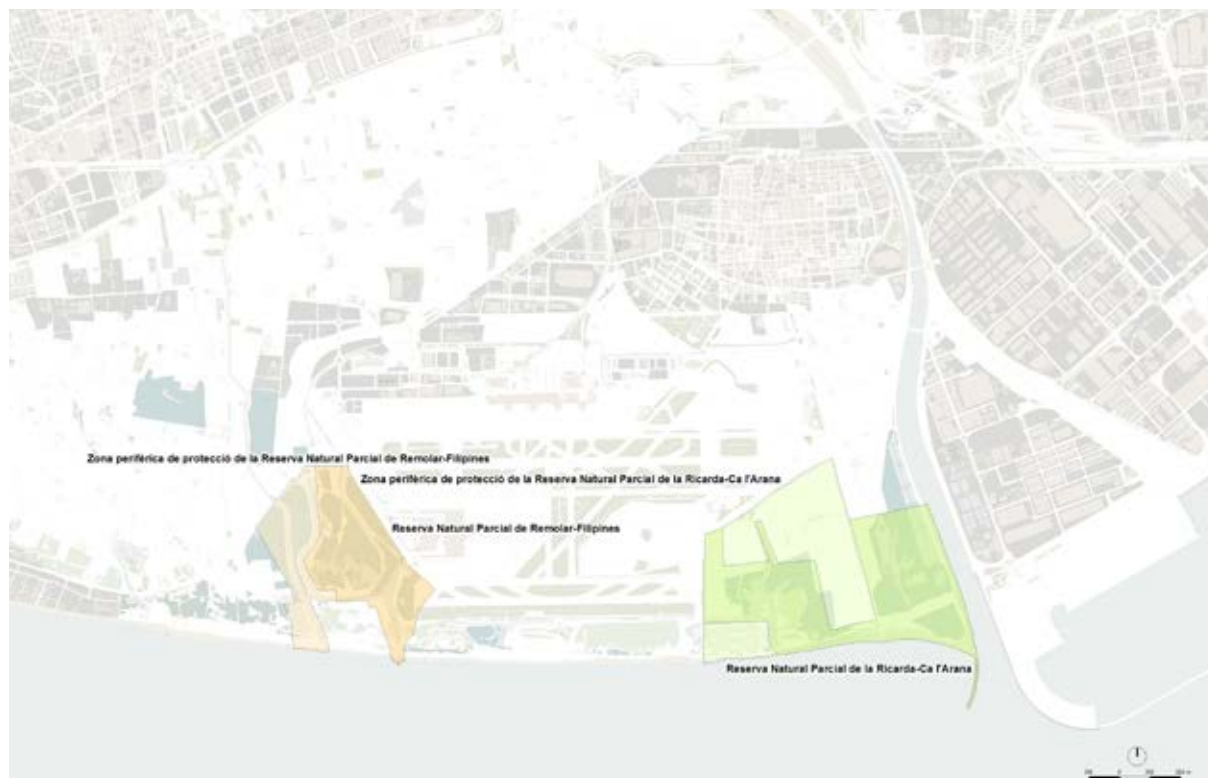 Zona perifèrica de protecció de la Reserva Natural Parcial de Remolar-Filipines
Zona perifèrica de protecció de la Reserva Natural Parcial de la Ricarda-Ca l'Arana
Reserva Natural Parcial de Remolar-Filipines
Reserva Natural Parcial de la Ricarda-Ca l'Arana